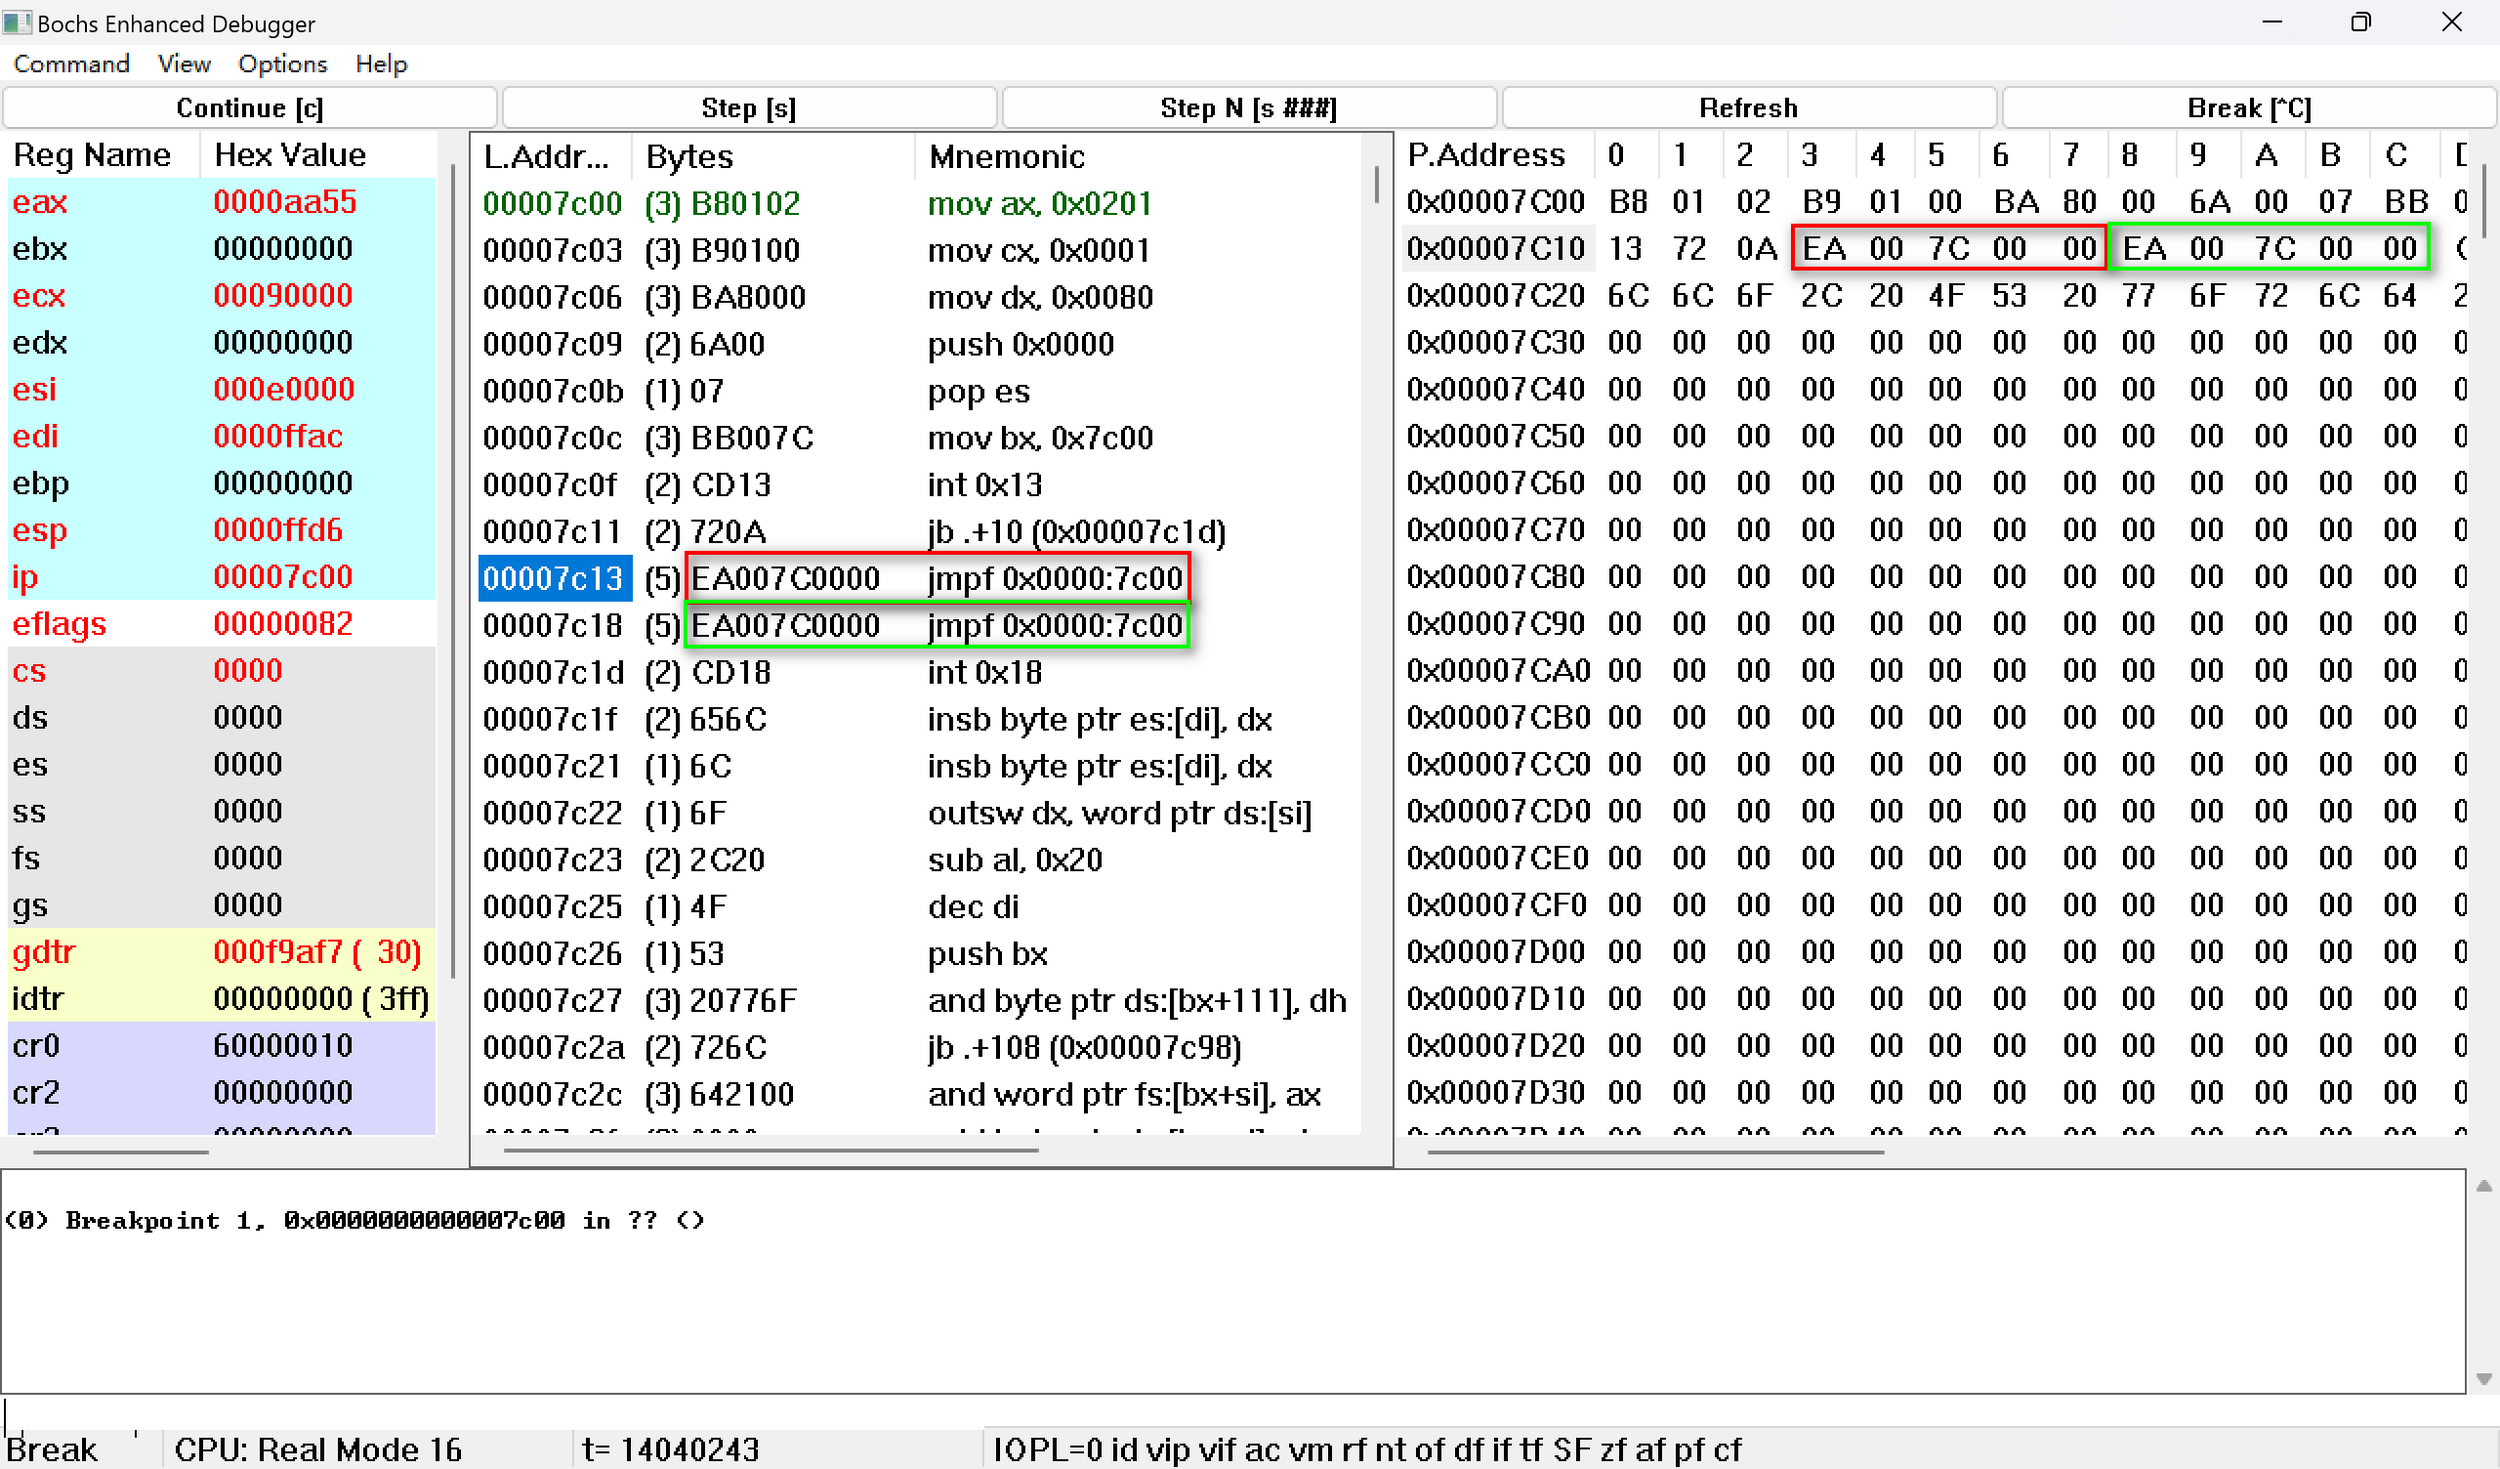 Bochs Enhanced Debugger
Command View Options Help
Continue [c] Step [s] Step N [s ###] Refresh Break [^C]
Reg Name Hex Value
eax 0000aa55
ebx 00000000
ecx 00090000
edx 00000000
esi 000e0000
edi 0000ffac
ebp 00000000
esp 0000ffd6
ip 00007c00
eflags 00000082
cs 0000
ds 0000
es 0000
ss 0000
fs 0000
gs 0000
gdtr 000f9af7 ( 30)
idtr 00000000 ( 3ff)
cr0 60000010
cr2 00000000
L.Addr... Bytes Mnemonic
00007c00 (3) B80102 mov ax, 0x0201
00007c03 (3) B90100 mov cx, 0x0001
00007c06 (3) BA8000 mov dx, 0x0080
00007c09 (2) 6A00 push 0x0000
00007c0b (1) 07 pop es
00007c0c (3) BB007C mov bx, 0x7c00
00007c0f (2) CD13 int 0x13
00007c11 (2) 720A jb .+10 (0x00007c1d)
00007c13 (5) EA007C0000 jmpf 0x0000:7c00
00007c18 (5) EA007C0000 jmpf 0x0000:7c00
00007c1d (2) CD18 int 0x18
00007c1f (2) 656C insb byte ptr es:[di], dx
00007c21 (1) 6C insb byte ptr es:[di], dx
00007c22 (1) 6F outsw dx, word ptr ds:[si]
00007c23 (2) 2C20 sub al, 0x20
00007c25 (1) 4F dec di
00007c26 (1) 53 push bx
00007c27 (3) 20776F and byte ptr ds:[bx+111], dh
00007c2a (2) 726C jb .+108 (0x00007c98)
00007c2c (3) 642100 and word ptr fs:[bx+si], ax
P.Address 0 1 2 3 4 5 6 7 8 9 A B C
0x00007C00 B8 01 02 B9 01 00 BA 80 00 6A 00 07 BB
0x00007C10 13 72 0A EA 00 7C 00 00 EA 00 7C 00 00
0x00007C20 6C 6C 6F 2C 20 4F 53 20 77 6F 72 6C 64
0x00007C30 00 00 00 00 00 00 00 00 00 00 00 00 00
0x00007C40 00 00 00 00 00 00 00 00 00 00 00 00 00
0x00007C50 00 00 00 00 00 00 00 00 00 00 00 00 00
0x00007C60 00 00 00 00 00 00 00 00 00 00 00 00 00
0x00007C70 00 00 00 00 00 00 00 00 00 00 00 00 00
0x00007C80 00 00 00 00 00 00 00 00 00 00 00 00 00
0x00007C90 00 00 00 00 00 00 00 00 00 00 00 00 00
0x00007CA0 00 00 00 00 00 00 00 00 00 00 00 00 00
0x00007CB0 00 00 00 00 00 00 00 00 00 00 00 00 00
0x00007CC0 00 00 00 00 00 00 00 00 00 00 00 00 00
0x00007CD0 00 00 00 00 00 00 00 00 00 00 00 00 00
0x00007CE0 00 00 00 00 00 00 00 00 00 00 00 00 00
0x00007CF0 00 00 00 00 00 00 00 00 00 00 00 00 00
0x00007D00 00 00 00 00 00 00 00 00 00 00 00 00 00
0x00007D10 00 00 00 00 00 00 00 00 00 00 00 00 00
0x00007D20 00 00 00 00 00 00 00 00 00 00 00 00 00
0x00007D30 00 00 00 00 00 00 00 00 00 00 00 00 00
(0) Breakpoint 1, 0x0000000000007c00 in ?? ()
Break CPU: Real Mode 16 t= 14040243 IOPL=0 id vip vif ac vm rf nt of df if tf SF zf af pf cf